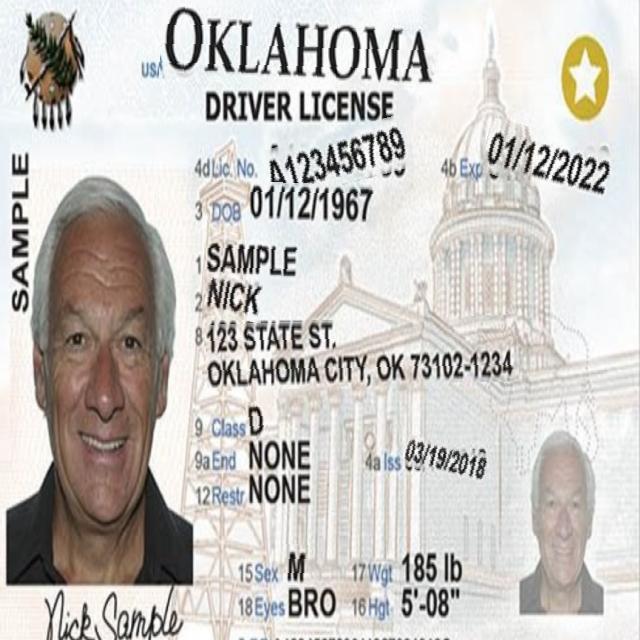 USA OKLAHOMA
DRIVER LICENSE
SAMPLE
4d Lic. No. A123456789 4b Exp 01/12/2022
3 DOB 01/12/1967
1 SAMPLE
2 NICK
8 123 STATE ST.
OKLAHOMA CITY, OK 73102-1234
9 Class D
9a End NONE 4a Iss 03/19/2018
12 Restr NONE
15 Sex M 17 Wgt 185 lb
18 Eyes BRO 16 Hgt 5'-08"
Nick Sample